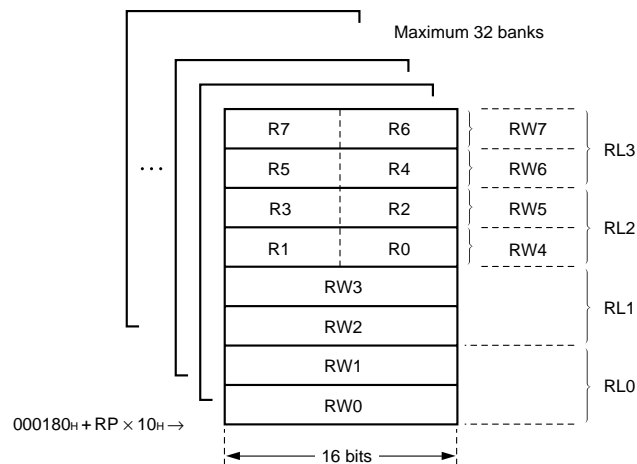 Maximum 32 banks
R7 R6 RW7
RL3
R5 R4 RW6
...
R3 R2 RW5
RL2
R1 R0 RW4
RW3
RL1
RW2
RW1
RL0
RW0
000180H + RP × 10H →
16 bits